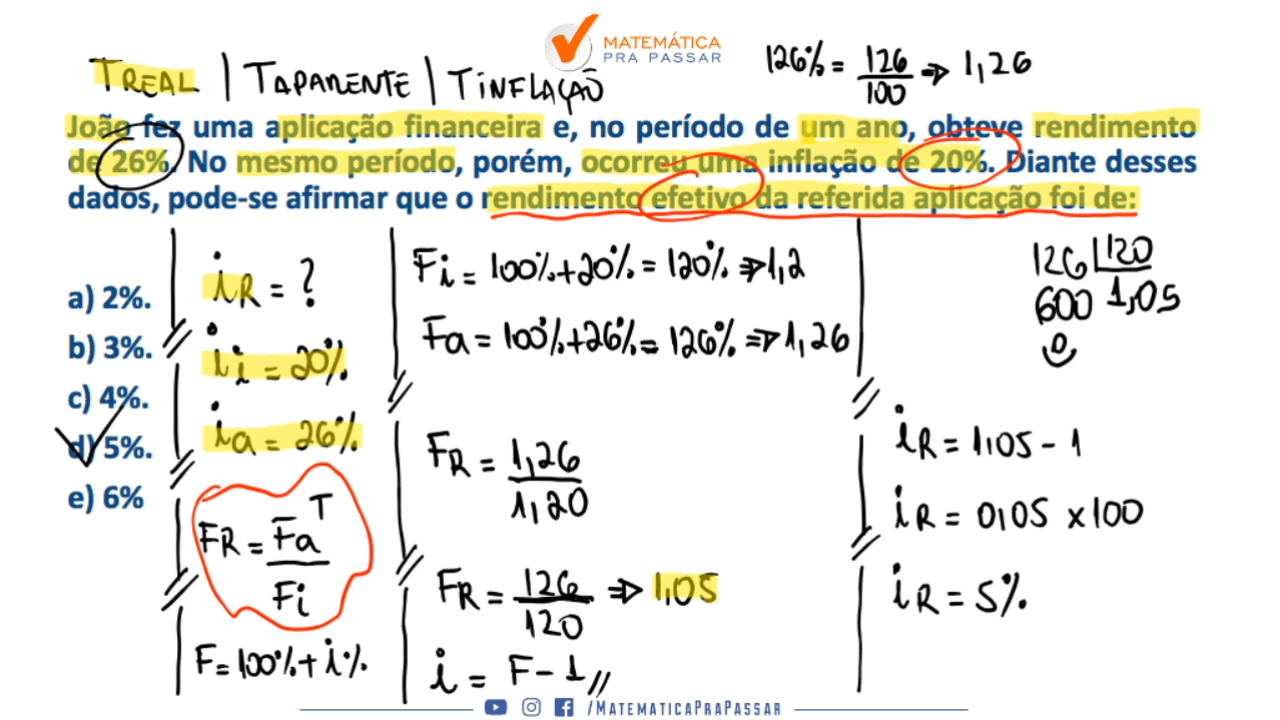 MATEMÁTICA
PRA PASSAR
TREAL | TAPARENTE | TINFLAÇÃO
126% = 126/100 ⇒ 1,26
João fez uma aplicação financeira e, no período de um ano, obteve rendimento
de 26%. No mesmo período, porém, ocorreu uma inflação de 20%. Diante desses
dados, pode-se afirmar que o rendimento efetivo da referida aplicação foi de:
a) 2%.
b) 3%.
c) 4%.
d) 5%.
e) 6%
iR = ?
ii = 20%
ia = 26%
FR = Fa/Fi
T
F = 100% + i%
Fi = 100% + 20% = 120% ⇒ 1,2
Fa = 100% + 26% = 126% ⇒ 1,26
FR = 1,26/1,20
FR = 126/120 ⇒ 1,05
i = F - 1//
126 | 120
600 1,05
0
iR = 1,05 - 1
iR = 0,05 x 100
iR = 5%
/MATEMATICAPRAPASSAR